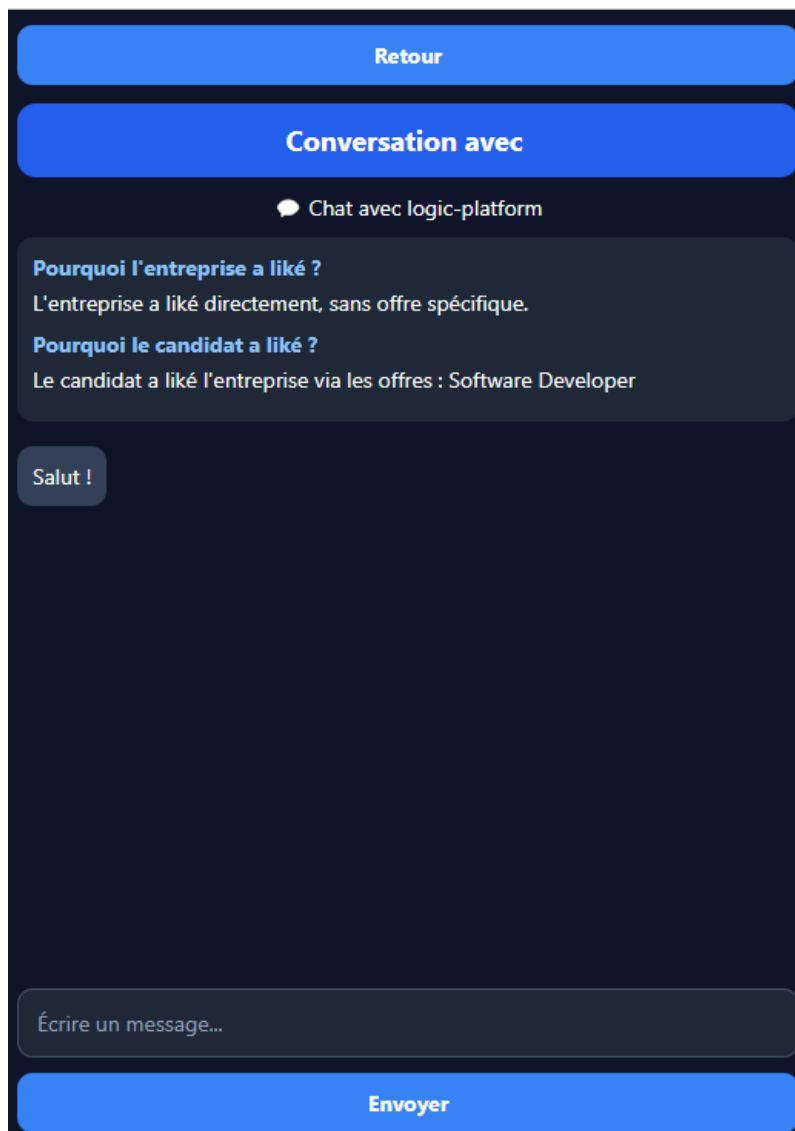 Retour
Conversation avec
💬 Chat avec logic-platform
Pourquoi l'entreprise a liké ?
L'entreprise a liké directement, sans offre spécifique.
Pourquoi le candidat a liké ?
Le candidat a liké l'entreprise via les offres : Software Developer
Salut !
Écrire un message...
Envoyer